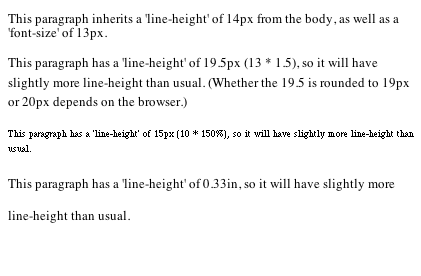 This paragraph inherits a 'line-height' of 14px from the body, as well as a
'font-size' of 13px.
This paragraph has a 'line-height' of 19.5px (13 * 1.5), so it will have
slightly more line-height than usual. (Whether the 19.5 is rounded to 19px
or 20px depends on the browser.)
This paragraph has a 'line-height' of 15px (10 * 150%), so it will have slightly more line-height than
usual.
This paragraph has a 'line-height' of 0.33in, so it will have slightly more
line-height than usual.